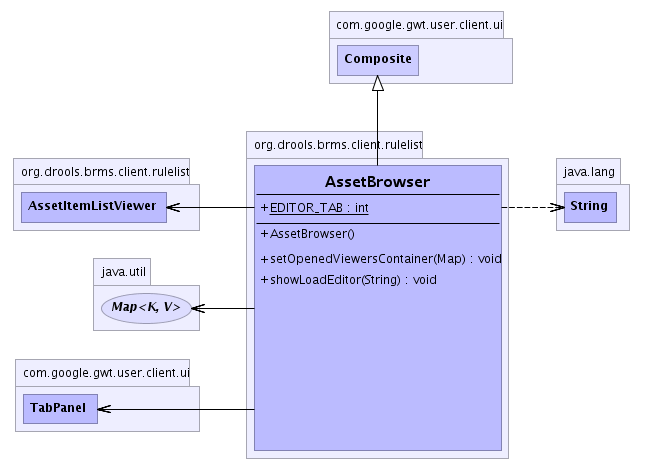 com.google.gwt.user.client.ui
Composite
org.drools.brms.client.rulelist
AssetBrowser
+ EDITOR_TAB : int
+ AssetBrowser()
+ setOpenedViewersContainer(Map) : void
+ showLoadEditor(String) : void
org.drools.brms.client.rulelist
AssetItemListViewer
java.lang
String
java.util
Map<K, V>
com.google.gwt.user.client.ui
TabPanel